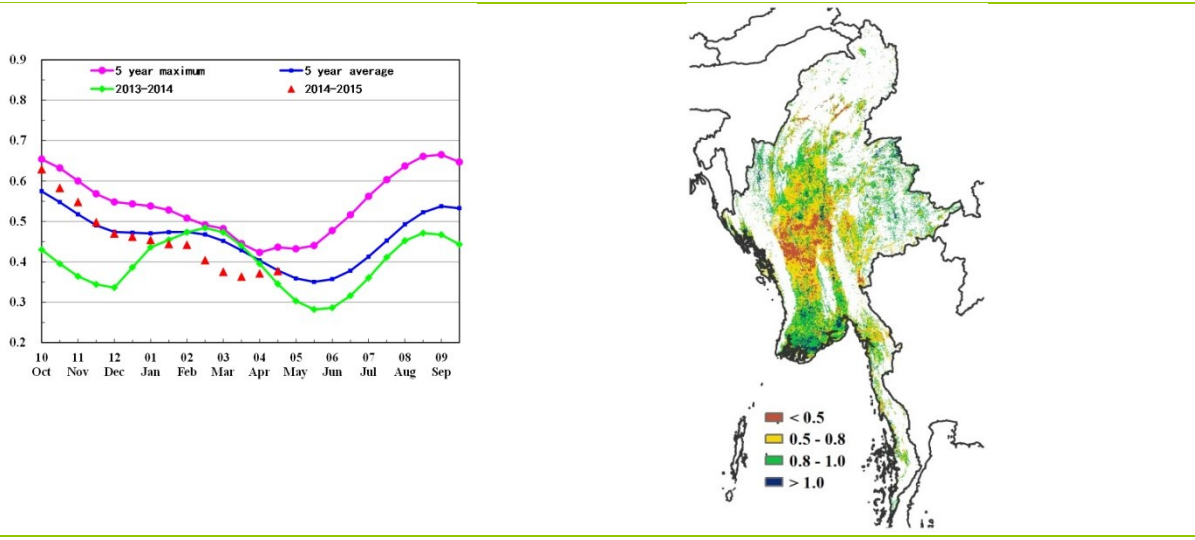 5 year maximum
5 year average
2013-2014
2014-2015
0.9
0.8
0.7
0.6
0.5
0.4
0.3
0.2
10 11 12 01 02 03 04 05 06 07 08 09
Oct Nov Dec Jan Feb Mar Apr May Jun Jul Aug Sep
< 0.5
0.5 - 0.8
0.8 - 1.0
> 1.0